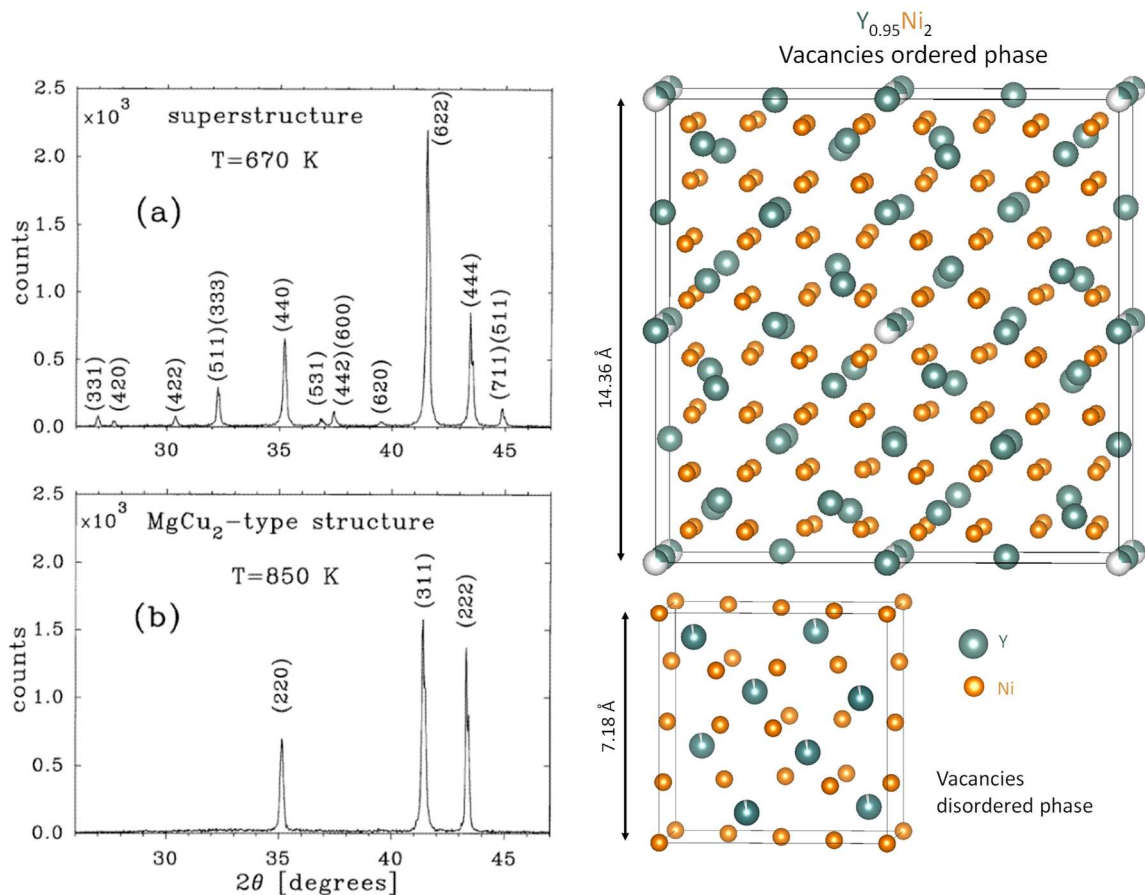 2.5
×10³
superstructure
T=670 K
(a)
2.0
1.5
1.0
0.5
0.0
counts
(331)
(420)
(422)
(511)(333)
(440)
(531)
(442)(600)
(620)
(622)
(444)
(711)(511)
30
35
40
45
2.5
×10³
MgCu₂-type structure
T=850 K
(b)
2.0
1.5
1.0
0.5
0.0
counts
(220)
(311)
(222)
30
35
40
45
2θ [degrees]
Y₀.₉₅Ni₂
Vacancies ordered phase
14.36 Å
7.18 Å
Y
Ni
Vacancies
disordered phase